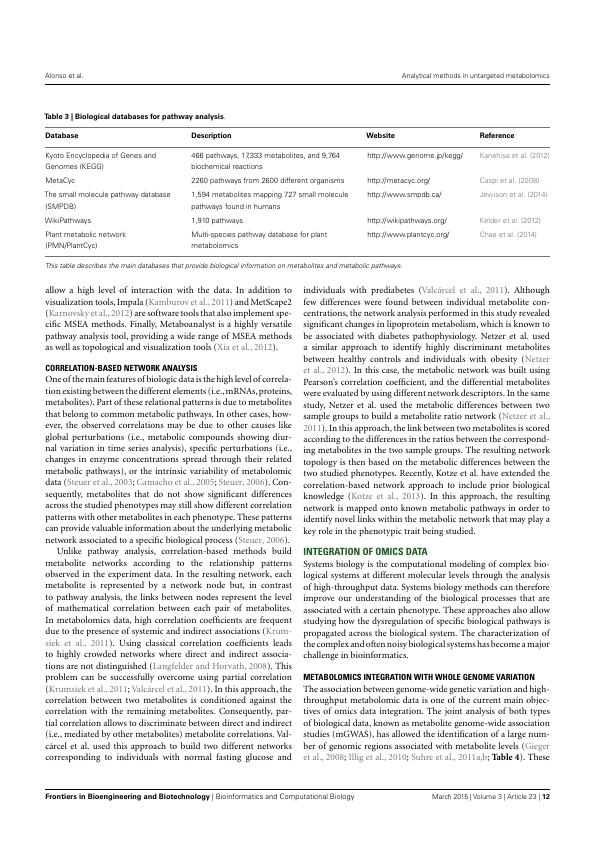 Alonso et al.
Analytical methods in untargeted metabolomics
Table 3 | Biological databases for pathway analysis.
Database Description Website Reference
Kyoto Encyclopedia of Genes and 466 pathways, 17,333 metabolites, and 9,764 http://www.genome.jp/kegg/ Kanehisa et al. (2012)
Genomes (KEGG) biochemical reactions
MetaCyc 2260 pathways from 2600 different organisms http://metacyc.org/ Caspi et al. (2008)
The small molecule pathway database 1,594 metabolites mapping 727 small molecule http://www.smpdb.ca/ Jewison et al. (2014)
(SMPDB) pathways found in humans
WikiPathways 1,910 pathways http://wikipathways.org/ Kelder et al. (2012)
Plant metabolic network Multi-species pathway database for plant http://www.plantcyc.org/ Chae et al. (2014)
(PMN/PlantCyc) metabolomics
This table describes the main databases that provide biological information on metabolites and metabolic pathways.
allow a high level of interaction with the data. In addition to
visualization tools, Impala (Kamburov et al., 2011) and MetScape2
(Karnovsky et al., 2012) are software tools that also implement spe-
cific MSEA methods. Finally, Metaboanalyst is a highly versatile
pathway analysis tool, providing a wide range of MSEA methods
as well as topological and visualization tools (Xia et al., 2012).
CORRELATION-BASED NETWORK ANALYSIS
One of the main features of biologic data is the high level of correla-
tion existing between the different elements (i.e., mRNAs, proteins,
metabolites). Part of these relational patterns is due to metabolites
that belong to common metabolic pathways. In other cases, how-
ever, the observed correlations may be due to other causes like
global perturbations (i.e., metabolic compounds showing diur-
nal variation in time series analysis), specific perturbations (i.e.,
changes in enzyme concentrations spread through their related
metabolic pathways), or the intrinsic variability of metabolomic
data (Steuer et al., 2003; Camacho et al., 2005; Steuer, 2006). Con-
sequently, metabolites that do not show significant differences
across the studied phenotypes may still show different correlation
patterns with other metabolites in each phenotype. These patterns
can provide valuable information about the underlying metabolic
network associated to a specific biological process (Steuer, 2006).
Unlike pathway analysis, correlation-based methods build
metabolite networks according to the relationship patterns
observed in the experiment data. In the resulting network, each
metabolite is represented by a network node but, in contrast
to pathway analysis, the links between nodes represent the level
of mathematical correlation between each pair of metabolites.
In metabolomics data, high correlation coefficients are frequent
due to the presence of systemic and indirect associations (Krum-
siek et al., 2011). Using classical correlation coefficients leads
to highly crowded networks where direct and indirect associa-
tions are not distinguished (Langfelder and Horvath, 2008). This
problem can be successfully overcome using partial correlation
(Krumsiek et al., 2011; Valcárcel et al., 2011). In this approach, the
correlation between two metabolites is conditioned against the
correlation with the remaining metabolites. Consequently, par-
tial correlation allows to discriminate between direct and indirect
(i.e., mediated by other metabolites) metabolite correlations. Val-
cárcel et al. used this approach to build two different networks
corresponding to individuals with normal fasting glucose and
individuals with prediabetes (Valcárcel et al., 2011). Although
few differences were found between individual metabolite con-
centrations, the network analysis performed in this study revealed
significant changes in lipoprotein metabolism, which is known to
be associated with diabetes pathophysiology. Netzer et al. used
a similar approach to identify highly discriminant metabolites
between healthy controls and individuals with obesity (Netzer
et al., 2012). In this case, the metabolic network was built using
Pearson's correlation coefficient, and the differential metabolites
were evaluated by using different network descriptors. In the same
study, Netzer et al. used the metabolic differences between two
sample groups to build a metabolite ratio network (Netzer et al.,
2011). In this approach, the link between two metabolites is scored
according to the differences in the ratios between the correspond-
ing metabolites in the two sample groups. The resulting network
topology is then based on the metabolic differences between the
two studied phenotypes. Recently, Kotze et al. have extended the
correlation-based network approach to include prior biological
knowledge (Kotze et al., 2013). In this approach, the resulting
network is mapped onto known metabolic pathways in order to
identify novel links within the metabolic network that may play a
key role in the phenotypic trait being studied.
INTEGRATION OF OMICS DATA
Systems biology is the computational modeling of complex bio-
logical systems at different molecular levels through the analysis
of high-throughput data. Systems biology methods can therefore
improve our understanding of the biological processes that are
associated with a certain phenotype. These approaches also allow
studying how the dysregulation of specific biological pathways is
propagated across the biological system. The characterization of
the complex and often noisy biological systems has become a major
challenge in bioinformatics.
METABOLOMICS INTEGRATION WITH WHOLE GENOME VARIATION
The association between genome-wide genetic variation and high-
throughput metabolomic data is one of the current main objec-
tives of omics data integration. The joint analysis of both types
of biological data, known as metabolite genome-wide association
studies (mGWAS), has allowed the identification of a large num-
ber of genomic regions associated with metabolite levels (Gieger
et al., 2008; Illig et al., 2010; Suhre et al., 2011a,b; Table 4). These
Frontiers in Bioengineering and Biotechnology | Bioinformatics and Computational Biology
March 2015 | Volume 3 | Article 23 | 12